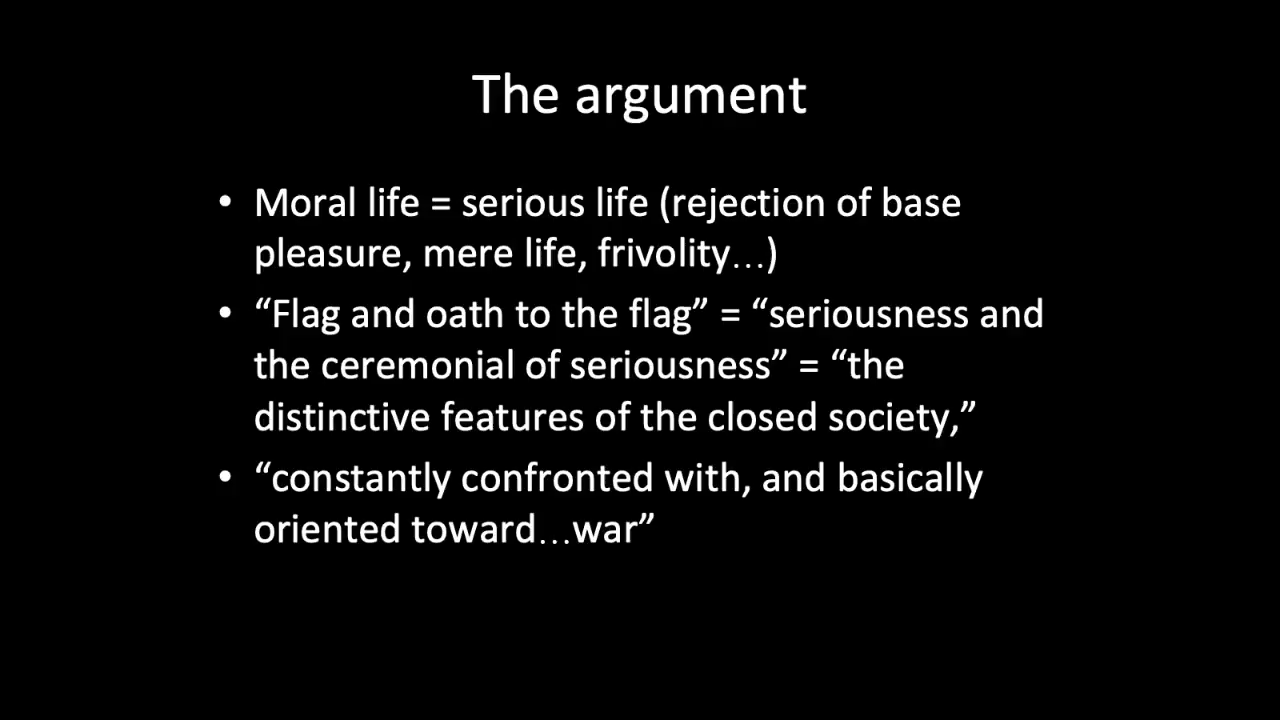 The argument
• Moral life = serious life (rejection of base
pleasure, mere life, frivolity…)
• “Flag and oath to the flag” = “seriousness and
the ceremonial of seriousness” = “the
distinctive features of the closed society,”
• “constantly confronted with, and basically
oriented toward…war”